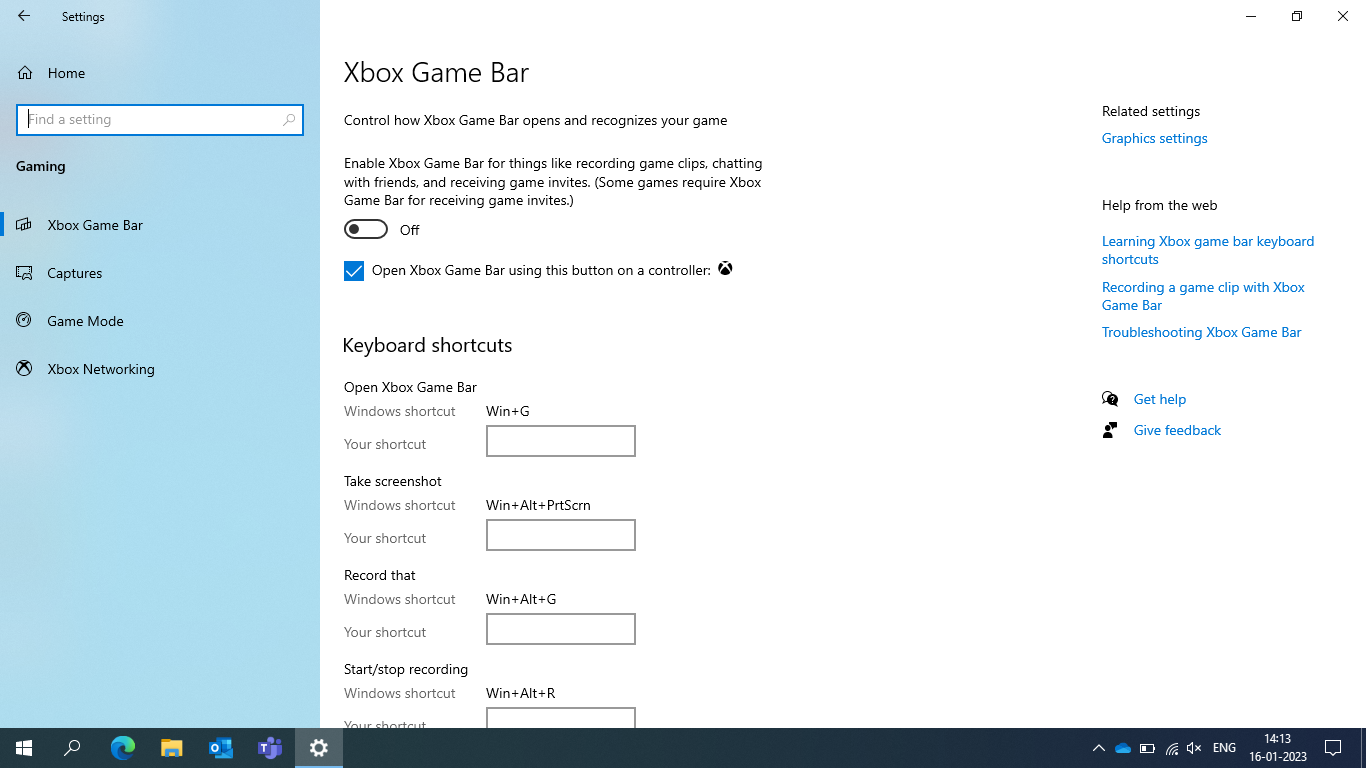 Settings
Home
Find a setting
Gaming
Xbox Game Bar
Captures
Game Mode
Xbox Networking
Xbox Game Bar
Control how Xbox Game Bar opens and recognizes your game
Enable Xbox Game Bar for things like recording game clips, chatting
with friends, and receiving game invites. (Some games require Xbox
Game Bar for receiving game invites.)
Off
Open Xbox Game Bar using this button on a controller:
Keyboard shortcuts
Open Xbox Game Bar
Windows shortcut Win+G
Your shortcut
Take screenshot
Windows shortcut Win+Alt+PrtScrn
Your shortcut
Record that
Windows shortcut Win+Alt+G
Your shortcut
Start/stop recording
Windows shortcut Win+Alt+R
Your shortcut
Related settings
Graphics settings
Help from the web
Learning Xbox game bar keyboard
shortcuts
Recording a game clip with Xbox
Game Bar
Troubleshooting Xbox Game Bar
Get help
Give feedback
ENG
14:13
16-01-2023